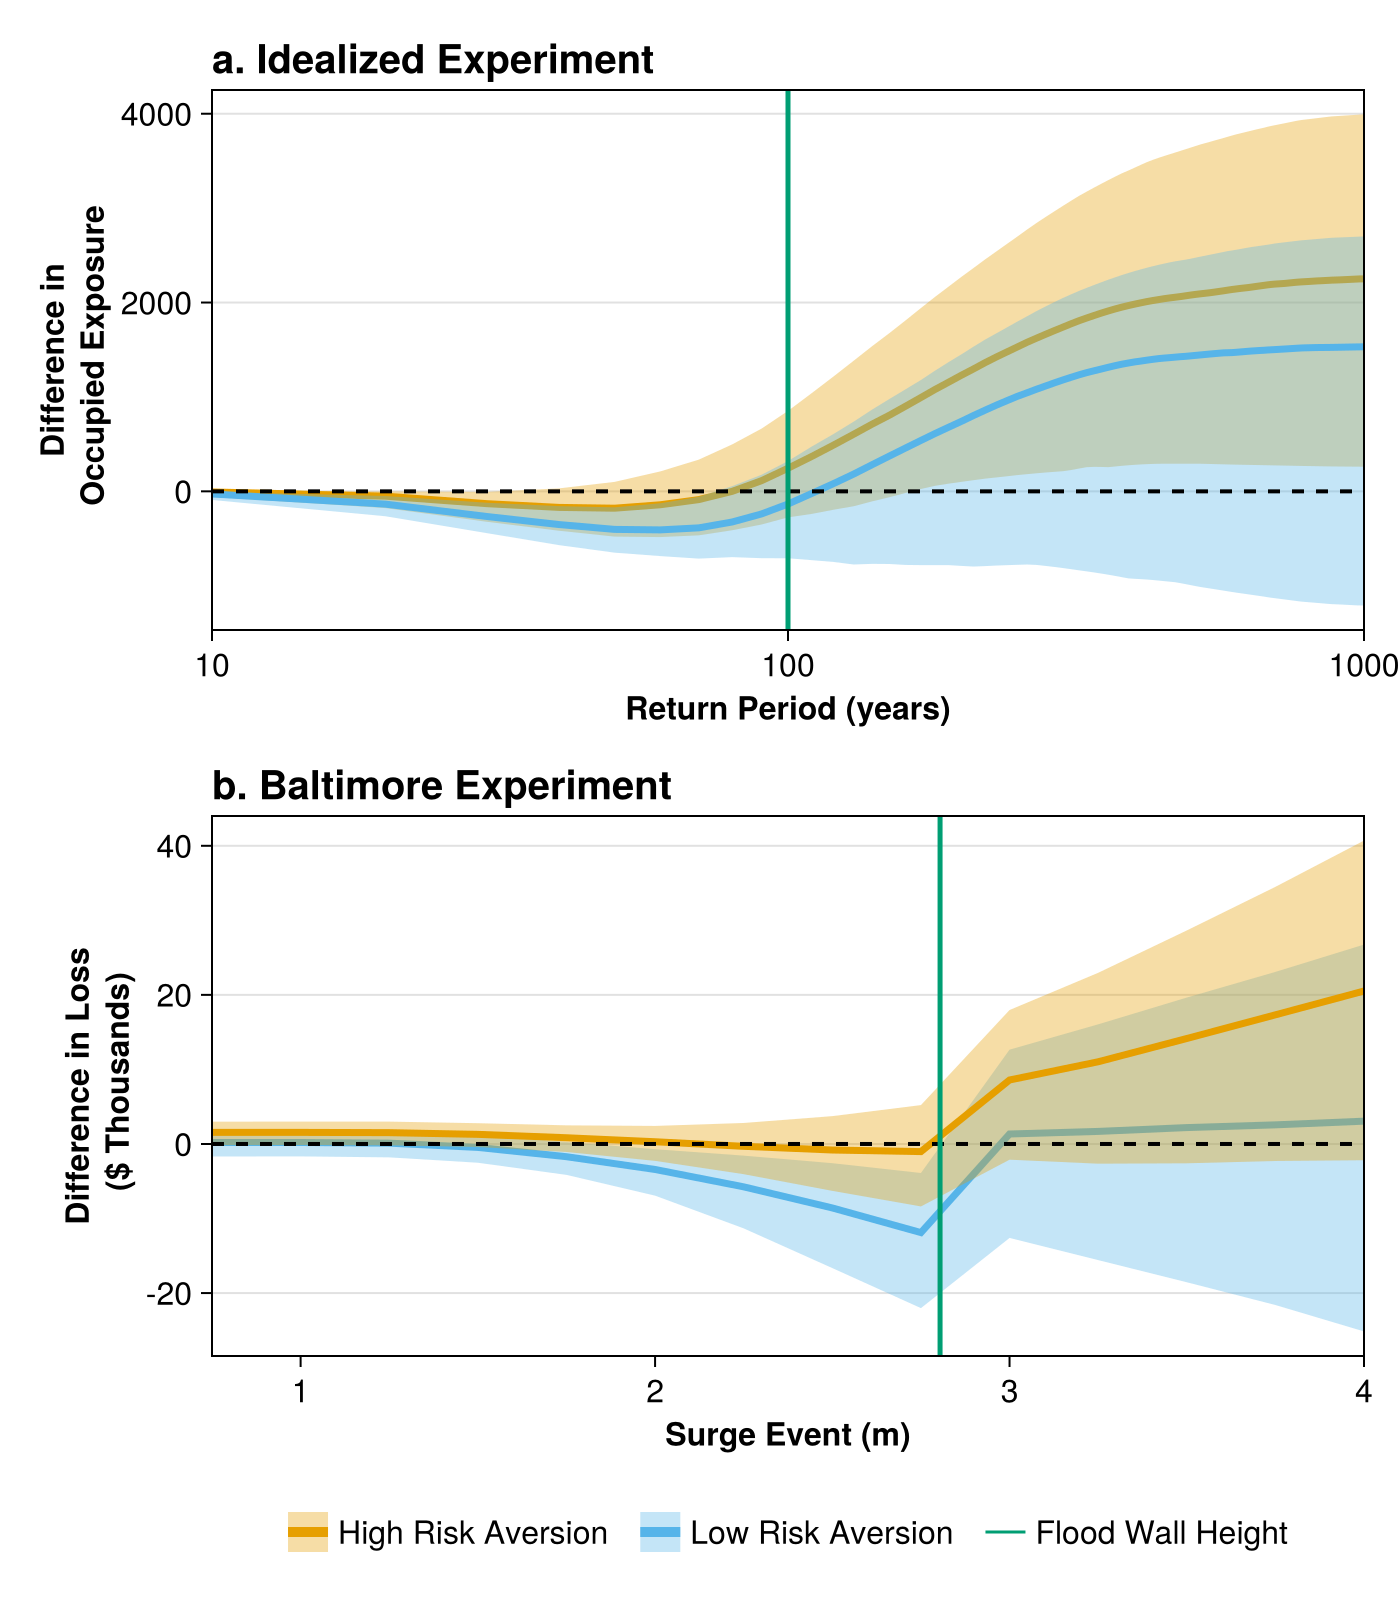 a. Idealized Experiment
4000
2000
0
Difference in
Occupied Exposure
10
100
1000
Return Period (years)
b. Baltimore Experiment
40
20
0
-20
Difference in Loss
($ Thousands)
1
2
3
4
Surge Event (m)
High Risk Aversion
Low Risk Aversion
Flood Wall Height